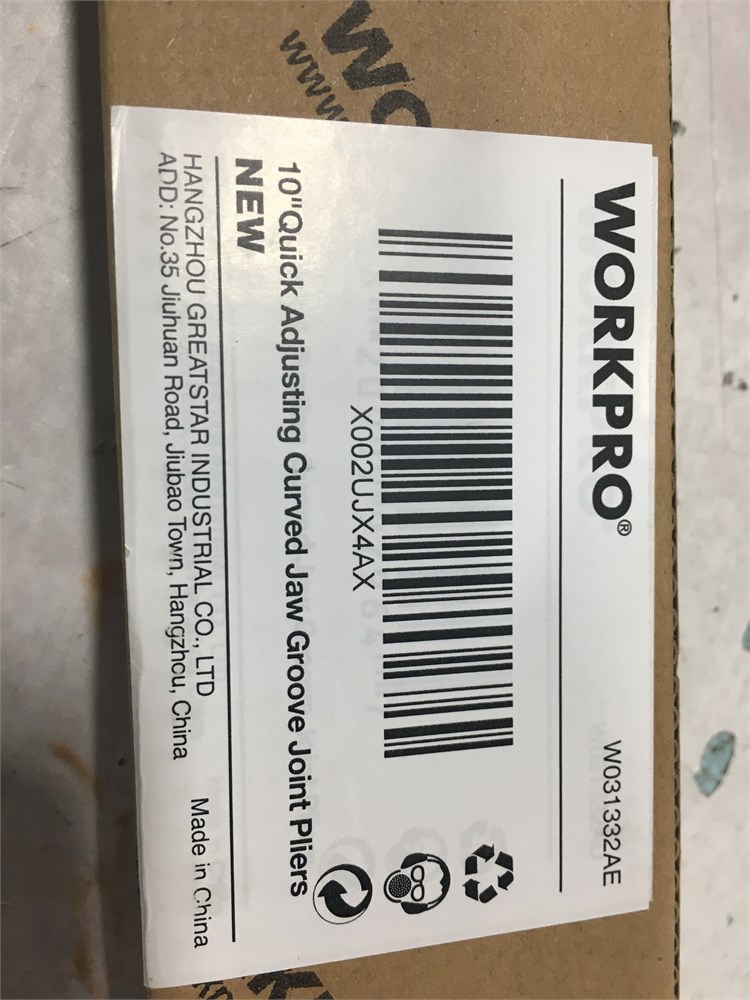 WORKPRO®
W031332AE
X002UJX4AX
10"Quick Adjusting Curved Jaw Groove Joint Pliers
NEW
HANGZHOU GREATSTAR INDUSTRIAL CO., LTD
ADD: No.35 Jiuhuan Road, Jiubao Town, Hangzhou, China
Made in China